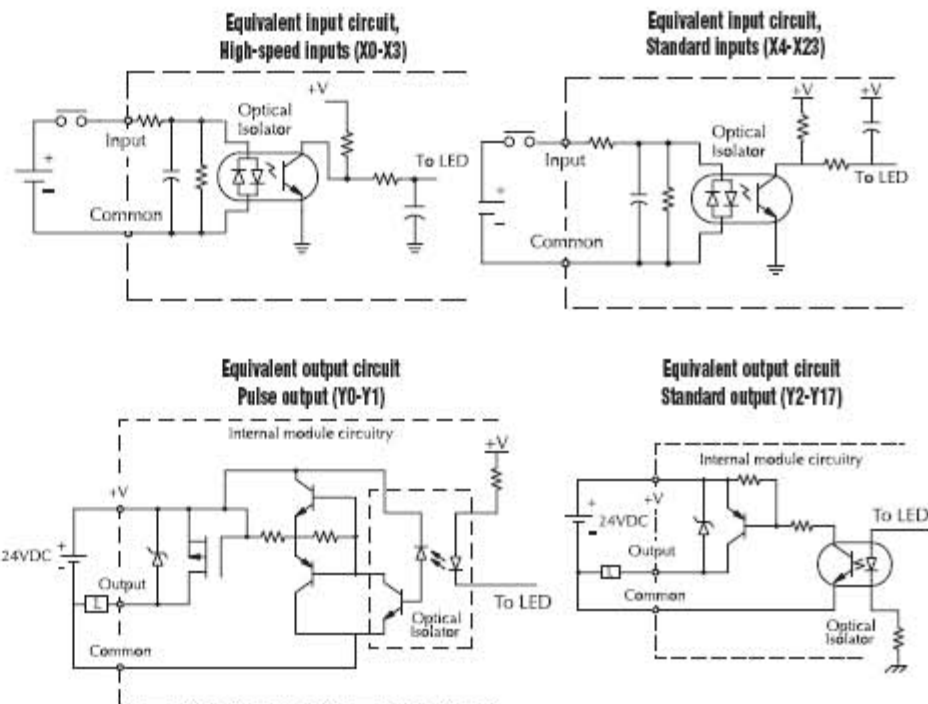 Equivalent input circuit,
High-speed inputs (X0-X3)
+V
Optical
Isolator
Input
To LED
+
-
Common
Equivalent input circuit,
Standard inputs (X4-X23)
+V
+V
Optical
Isolator
Input
To LED
+
-
Common
Equivalent output circuit
Pulse output (Y0-Y1)
Internal module circuitry
+V
+V
24VDC
+
-
Output
L
To LED
Optical
Isolator
Common
Equivalent output circuit
Standard output (Y2-Y17)
Internal module circuitry
+V
+
24VDC
-
To LED
Output
L
Common
Optical
Isolator